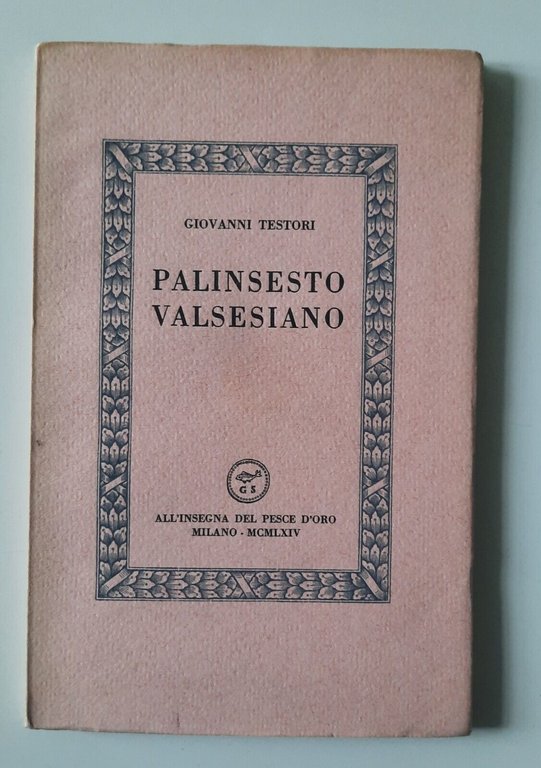 GIOVANNI TESTORI
PALINSESTO
VALSESIANO
G S
ALL'INSEGNA DEL PESCE D'ORO
MILANO - MCMLXIV